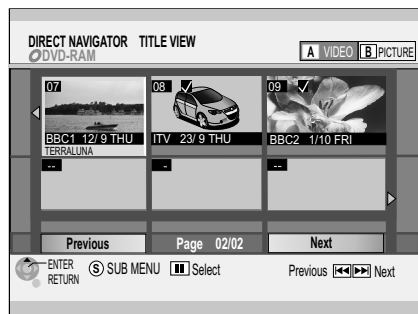 DIRECT NAVIGATOR TITLE VIEW
DVD-RAM
A VIDEO B PICTURE
07 08 09
BBC1 12/ 9 THU ITV 23/ 9 THU BBC2 1/10 FRI
TERRALUNA
-- - --
Previous Page 02/02 Next
ENTER
RETURN
S SUB MENU Select Previous Next